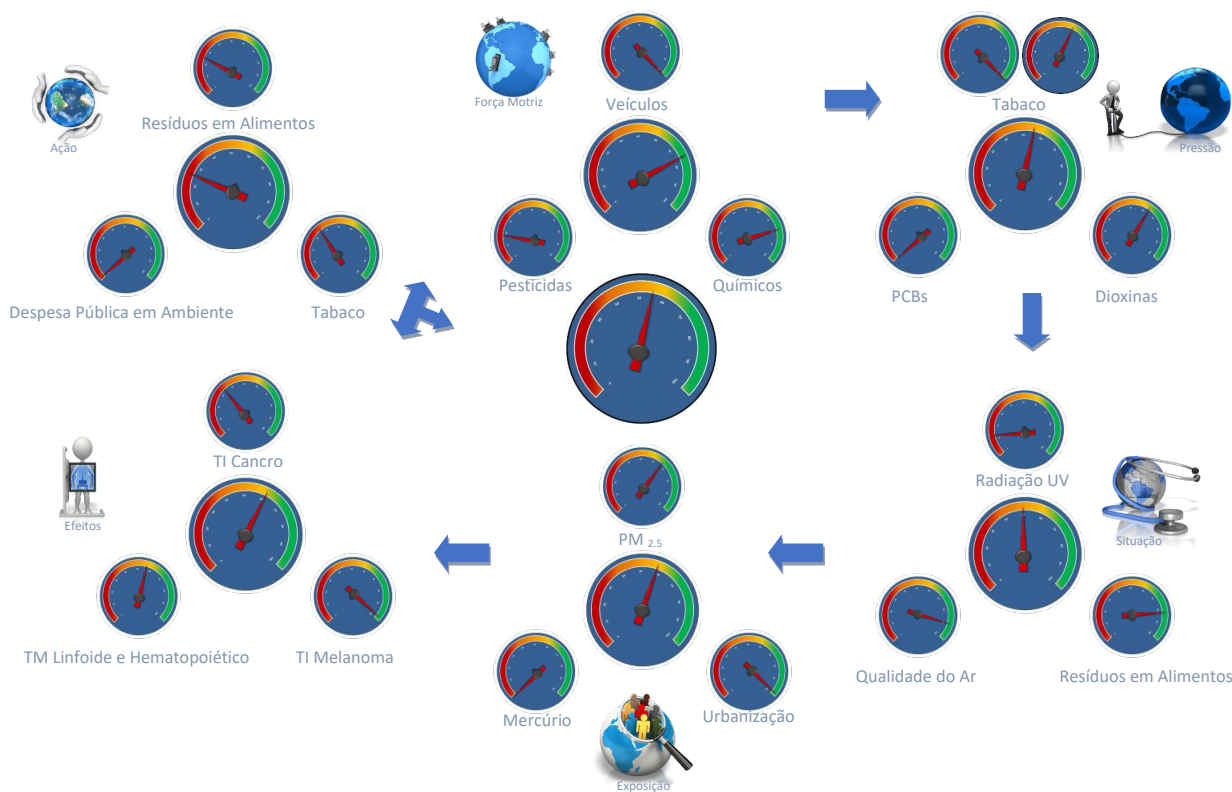 Força Motriz
Veículos
Pesticidas
Químicos
Tabaco
Pressão
PCBs
Dioxinas
Radiação UV
Situação
Qualidade do Ar
Resíduos em Alimentos
PM 2.5
Mercúrio
Urbanização
Exposição
TI Cancro
Efeitos
TM Linfoide e Hematopoiético
TI Melanoma
Resíduos em Alimentos
Ação
Despesa Pública em Ambiente
Tabaco